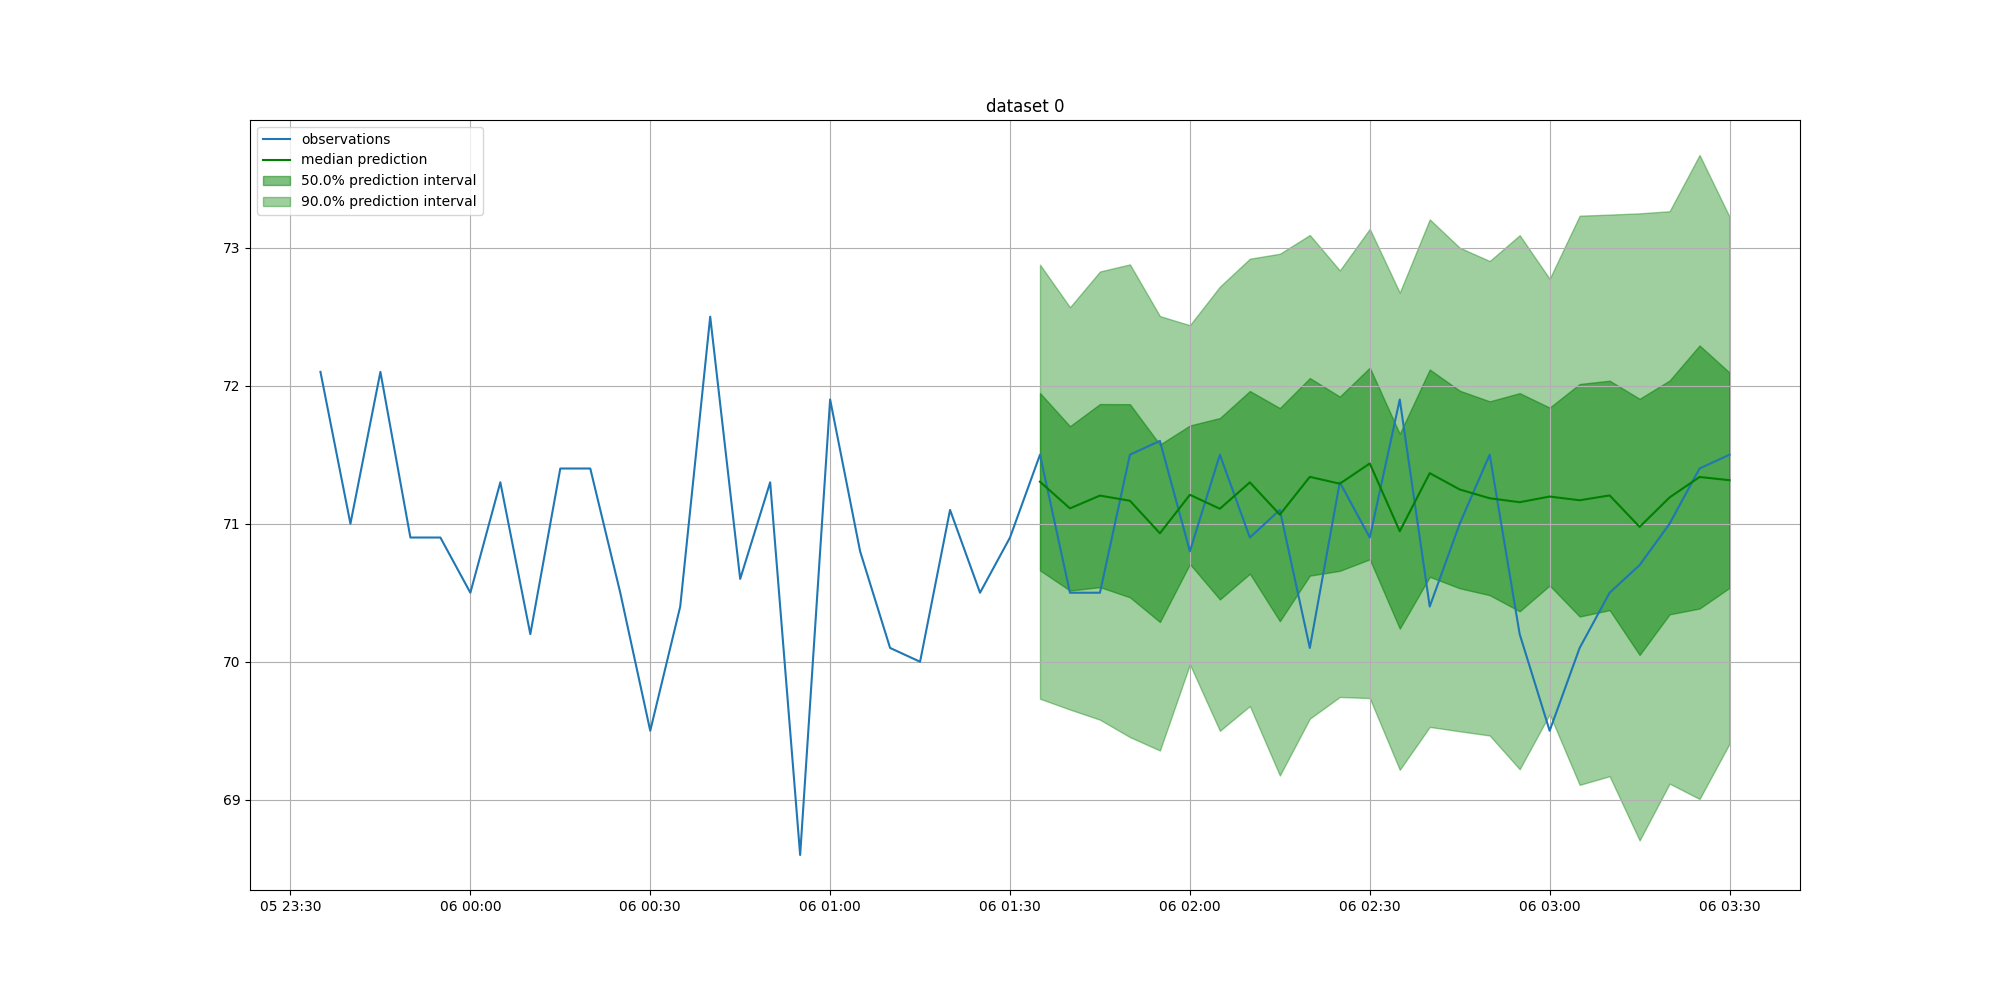 dataset 0
observations
median prediction
50.0% prediction interval
90.0% prediction interval
73
72
71
70
69
05 23:30 06 00:00 06 00:30 06 01:00 06 01:30 06 02:00 06 02:30 06 03:00 06 03:30